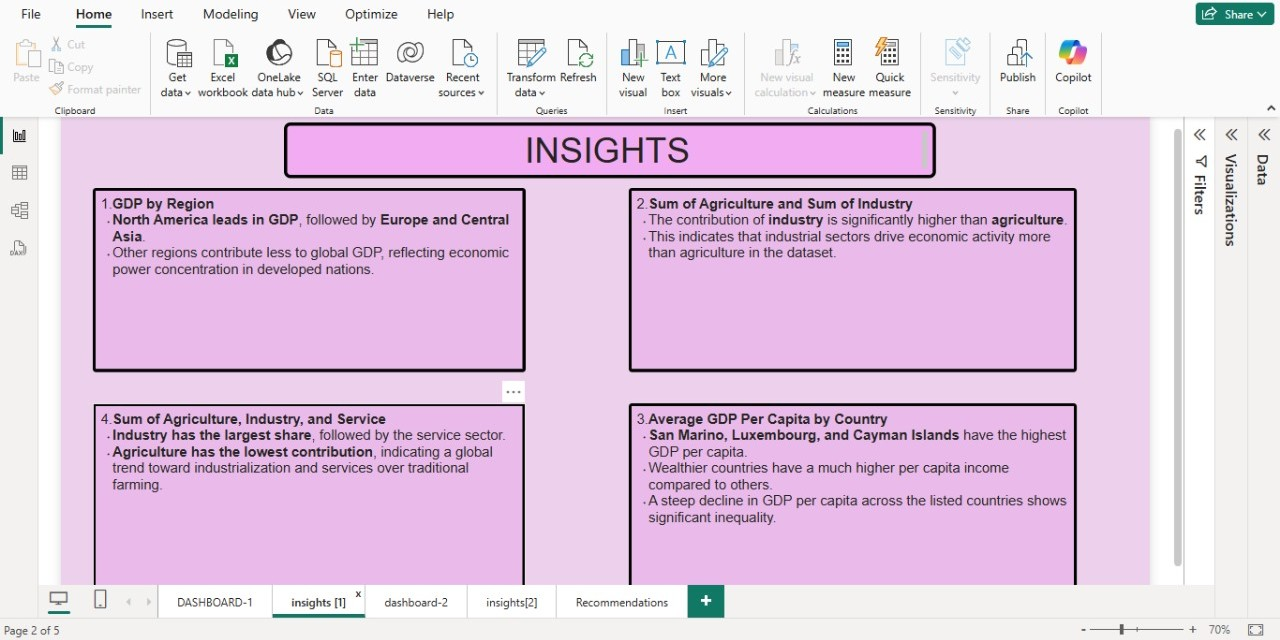 File Home Insert Modeling View Optimize Help Share
Paste
Cut
Copy
Format painter
Clipboard
Get data
Excel workbook
OneLake data hub
SQL Server
Enter data
Dataverse
Recent sources
Data
Transform data
Refresh
Queries
New visual
Text box
More visuals
Insert
New visual calculation
New measure
Quick measure
Calculations
Sensitivity
Sensitivity
Publish
Share
Copilot
Copilot
INSIGHTS
1.GDP by Region
· North America leads in GDP, followed by Europe and Central
Asia.
· Other regions contribute less to global GDP, reflecting economic
power concentration in developed nations.
2.Sum of Agriculture and Sum of Industry
· The contribution of industry is significantly higher than agriculture.
· This indicates that industrial sectors drive economic activity more
than agriculture in the dataset.
4.Sum of Agriculture, Industry, and Service
· Industry has the largest share, followed by the service sector.
· Agriculture has the lowest contribution, indicating a global
trend toward industrialization and services over traditional
farming.
3.Average GDP Per Capita by Country
· San Marino, Luxembourg, and Cayman Islands have the highest
GDP per capita.
· Wealthier countries have a much higher per capita income
compared to others.
· A steep decline in GDP per capita across the listed countries shows
significant inequality.
Filters
Visualizations
Data
DASHBOARD-1 insights [1] x dashboard-2 insights[2] Recommendations +
Page 2 of 5
- + 70%